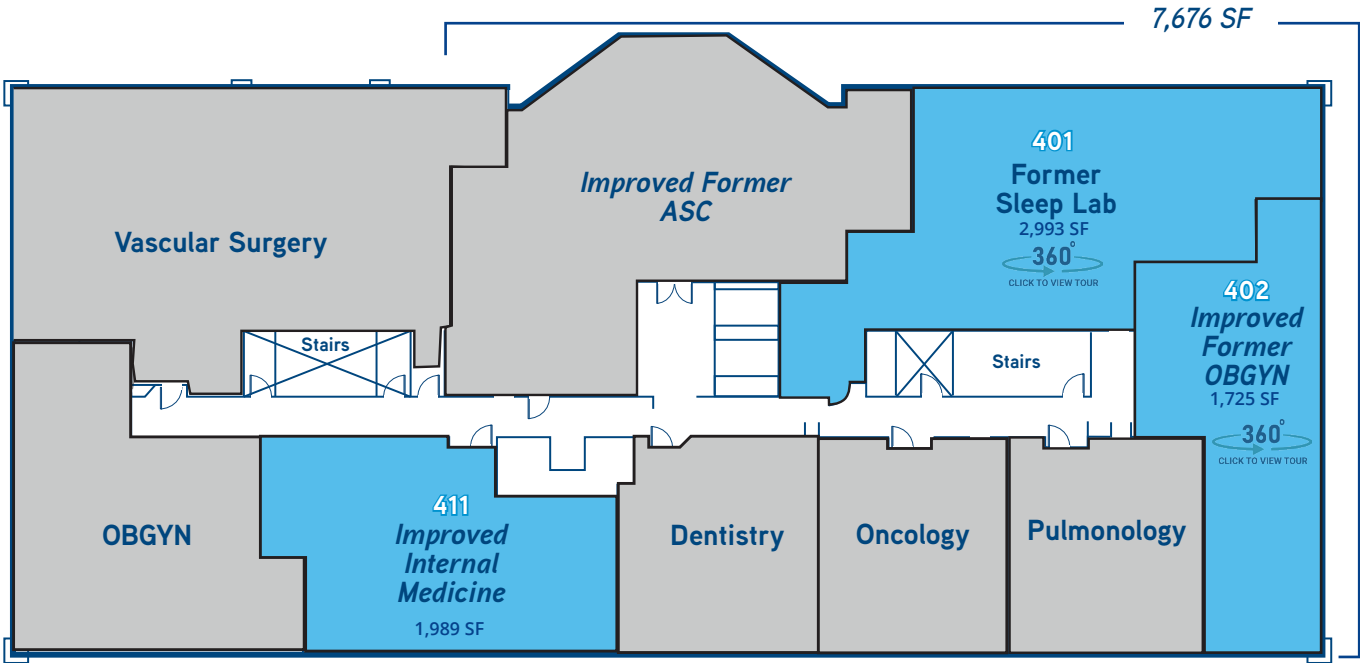 7,676 SF
Vascular Surgery
Improved Former
ASC
401
Former
Sleep Lab
2,993 SF
360°
CLICK TO VIEW TOUR
402
Improved
Former
OBGYN
1,725 SF
360°
CLICK TO VIEW TOUR
Stairs
Stairs
OBGYN
411
Improved
Internal
Medicine
1,989 SF
Dentistry
Oncology
Pulmonology